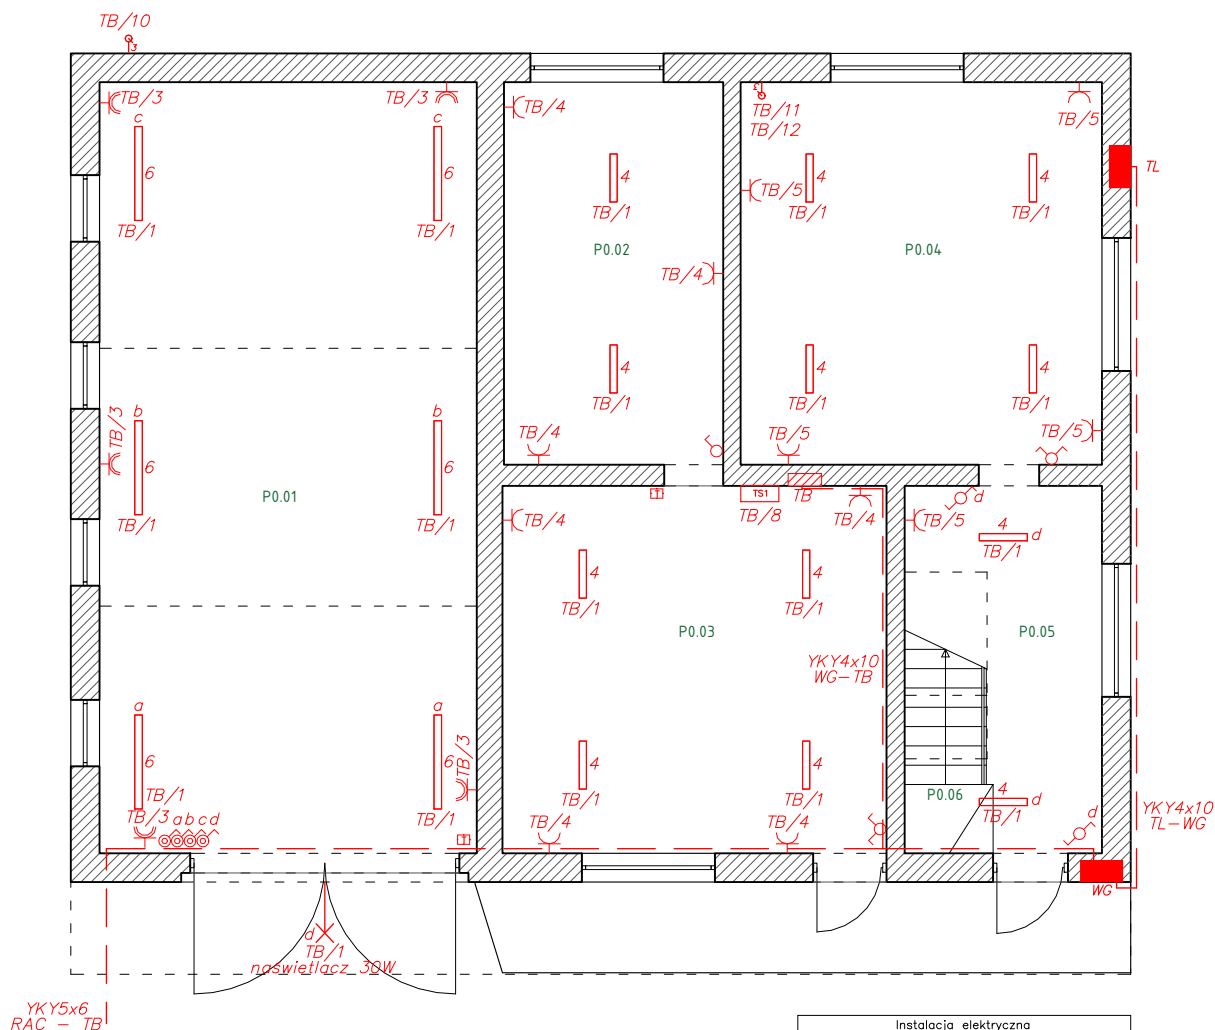 TB/10
3
TB/3
TB/3
TB/4
TB/11
TB/12
3
TB/5
c
c
6
6
4
4
4
TL
TB/5
TB/1
TB/1
TB/1
TB/1
TB/1
P0.02
P0.04
TB/4
4
4
4
b
b
TB/1
TB/1
TB/1
TB/3
TB/4
TB/5
TB/5
6
6
P0.01
TS1
TB
d
TB/1
TB/1
TB/8
TB/4
TB/4
TB/5
4
d
TB/1
4
4
TB/1
TB/1
P0.03
P0.05
YKY4x10
WG-TB
a
a
TB/3
6
6
4
4
TB/1
TB/1
TB/1
P0.06
4
d
TB/1
YKY4x10
TL-WG
TB/3
a b c d
TB/1
TB/4
TB/4
d
WG
d
TB/1
naświetlacz 30W
YKY5x6
RAC - TB
Instalacja elektryczna